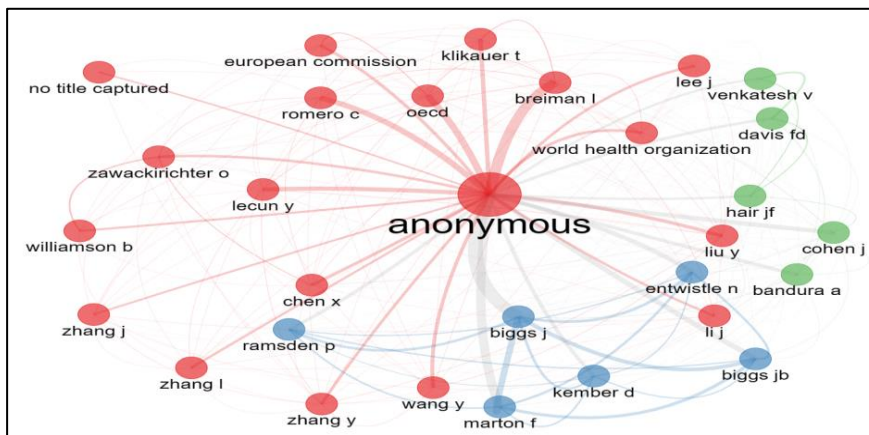 klikauer t
european commission
lee j
no title captured
venkatesh v
breiman l
oecd
romero c
davis fd
world health organization
zawackirichter o
lecun y
anonymous
hair jf
williamson b
liu y
cohen j
entwistle n
bandura a
chen x
zhang j
li j
biggs j
ramsden p
biggs jb
zhang l
kember d
wang y
zhang y
marton f